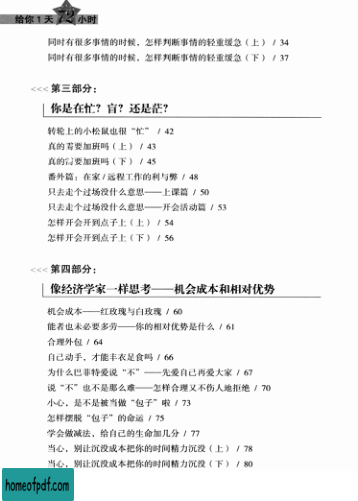 给你1天72小时
同时有很多事情的时候，怎样判断事情的轻重缓急（上） / 34
同时有很多事情的时候，怎样判断事情的轻重缓急（下） / 37
<<< 第三部分：
你是在忙？盲？还是茫？
转轮上的小松鼠也很“忙” / 42
真的需要加班吗（上） / 43
真的需要加班吗（下） / 45
番外篇：在家/远程工作的利与弊 / 48
只去走个过场没什么意思——上课篇 / 50
只去走个过场没什么意思——开会活动篇 / 53
怎样开会开到点子上（上） / 54
怎样开会开到点子上（下） / 56
<<< 第四部分：
像经济学家一样思考——机会成本和相对优势
机会成本——红玫瑰与白玫瑰 / 60
能者也未必要多劳——你的相对优势是什么 / 61
合理外包 / 64
自己动手，才能丰衣足食吗 / 66
为什么巴菲特爱说“不”——先爱自己再爱大家 / 67
说“不”也不是那么难——怎样合理又不伤人地拒绝 / 70
小心，是不是被当做“包子”啦 / 73
怎样摆脱“包子”的命运 / 75
学会做减法，给自己的生命加几分 / 77
当心，别让沉没成本把你的时间精力沉没（上） / 78
当心，别让沉没成本把你的时间精力沉没（下） / 80
homeofpdf.com